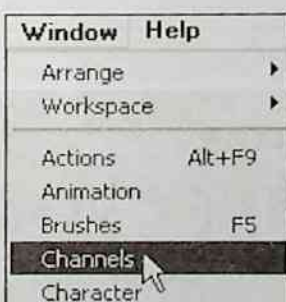 Window Help
Arrange
Workspace
Actions Alt+F9
Animation
Brushes F5
Channels
Character